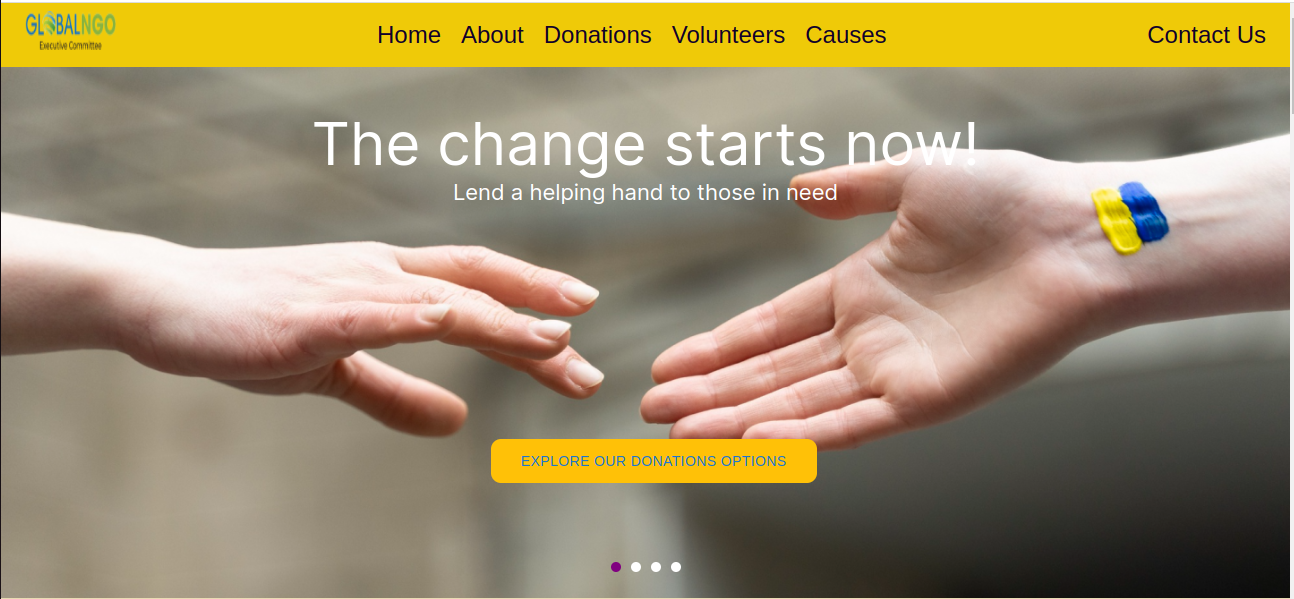 GLOBALNGO
Executive Committee
Home About Donations Volunteers Causes Contact Us
The change starts now!
Lend a helping hand to those in need
EXPLORE OUR DONATIONS OPTIONS